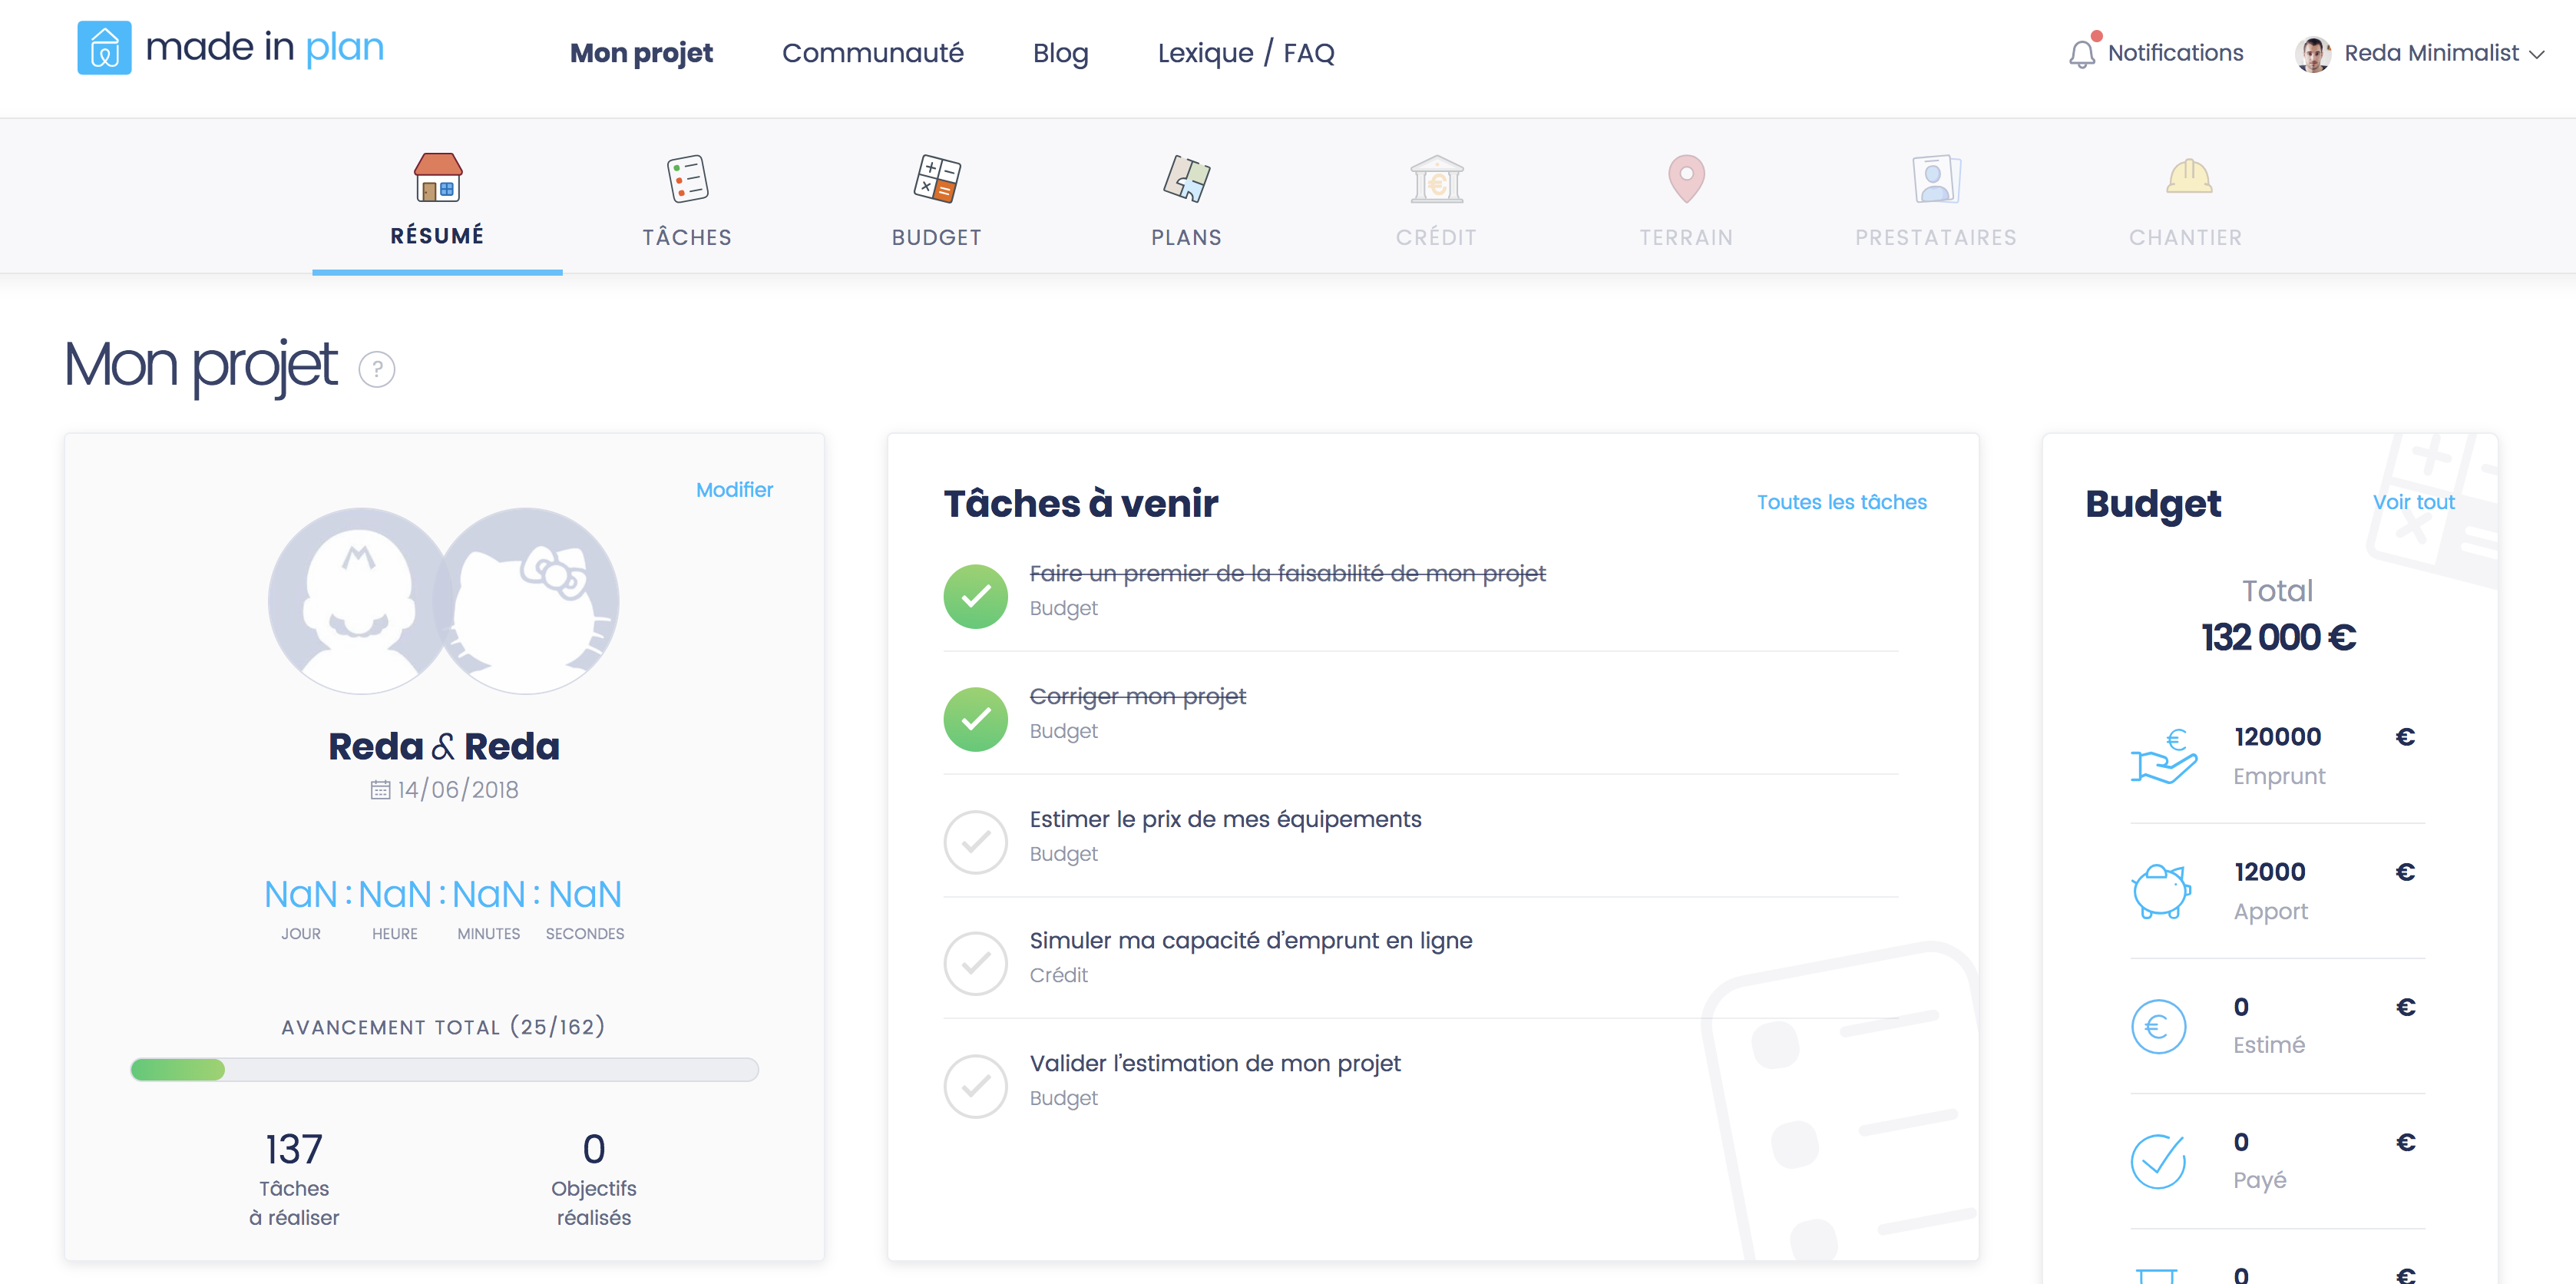 made in plan
Mon projet
Communauté
Blog
Lexique / FAQ
Notifications
Reda Minimalist
RÉSUMÉ
TÂCHES
BUDGET
PLANS
CRÉDIT
TERRAIN
PRESTATAIRES
CHANTIER
Mon projet ?
Modifier
Reda & Reda
14/06/2018
NaN : NaN : NaN : NaN
JOUR HEURE MINUTES SECONDES
AVANCEMENT TOTAL (25/162)
137
Tâches
à réaliser
0
Objectifs
réalisés
Tâches à venir
Toutes les tâches
Faire un premier de la faisabilité de mon projet
Budget
Corriger mon projet
Budget
Estimer le prix de mes équipements
Budget
Simuler ma capacité d'emprunt en ligne
Crédit
Valider l'estimation de mon projet
Budget
Budget
Voir tout
Total
132 000 €
120000 €
Emprunt
12000 €
Apport
0 €
Estimé
0 €
Payé
0 €